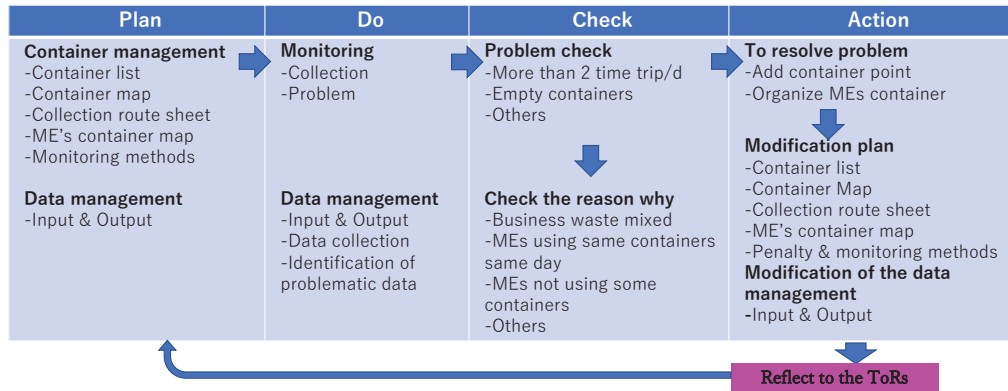 Plan
Container management
-Container list
-Container map
-Collection route sheet
-ME's container map
-Monitoring methods
Data management
-Input & Output
Do
Monitoring
-Collection
-Problem
Data management
-Input & Output
-Data collection
-Identification of
problematic data
Check
Problem check
-More than 2 time trip/d
-Empty containers
-Others
Check the reason why
-Business waste mixed
-MEs using same containers
same day
-MEs not using some
containers
-Others
Action
To resolve problem
-Add container point
-Organize MEs container
Modification plan
-Container list
-Container Map
-Collection route sheet
-ME's container map
-Penalty & monitoring methods
Modification of the data
management
-Input & Output
Reflect to the ToRs